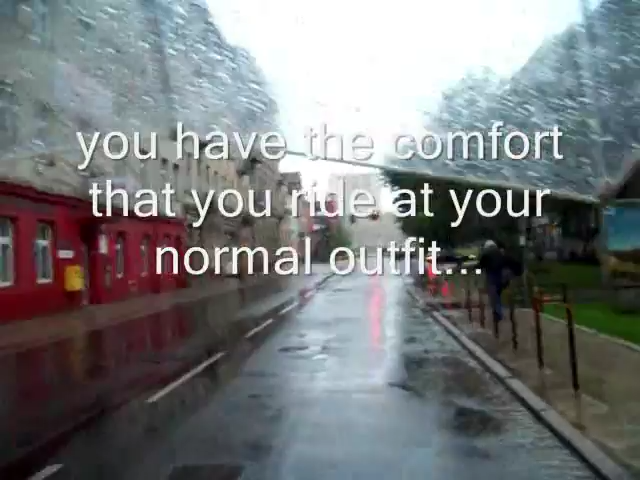 you have the comfort
that you ride at your
normal outfit...